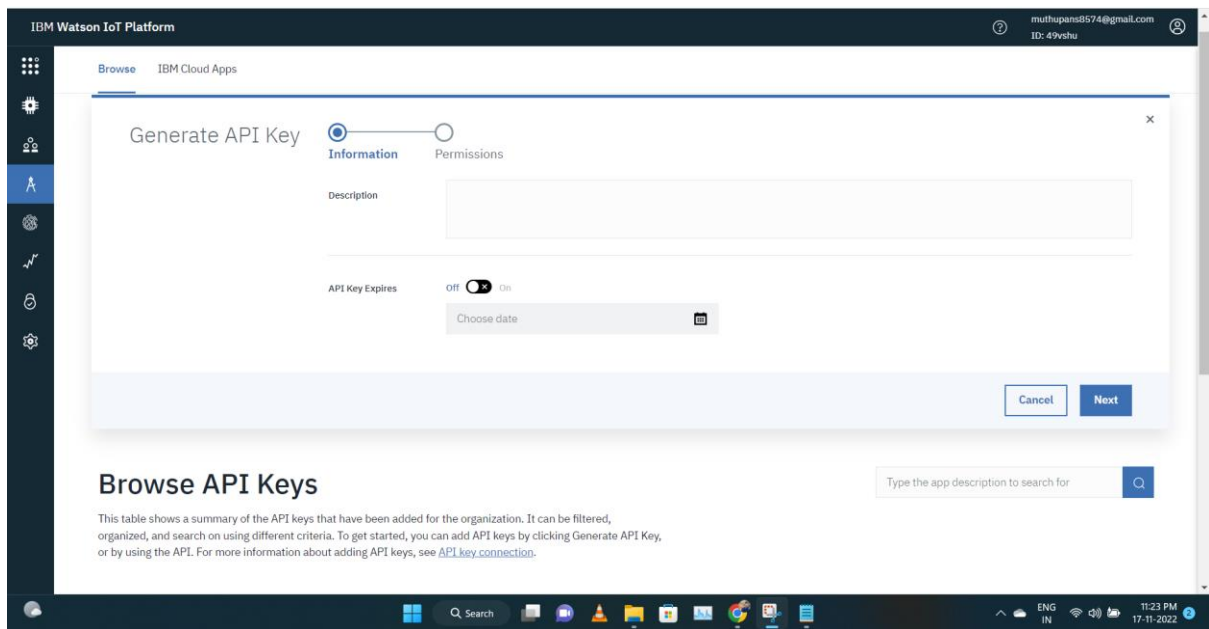 IBM Watson IoT Platform
muthupans8574@gmail.com
ID: 49vshu
Browse IBM Cloud Apps
Generate API Key
Information Permissions
Description
API Key Expires Off On
Choose date
Cancel Next
Browse API Keys
Type the app description to search for
This table shows a summary of the API keys that have been added for the organization. It can be filtered,
organized, and search on using different criteria. To get started, you can add API keys by clicking Generate API Key,
or by using the API. For more information about adding API keys, see API key connection.
Search
ENG
IN
11:23 PM
17-11-2022
2